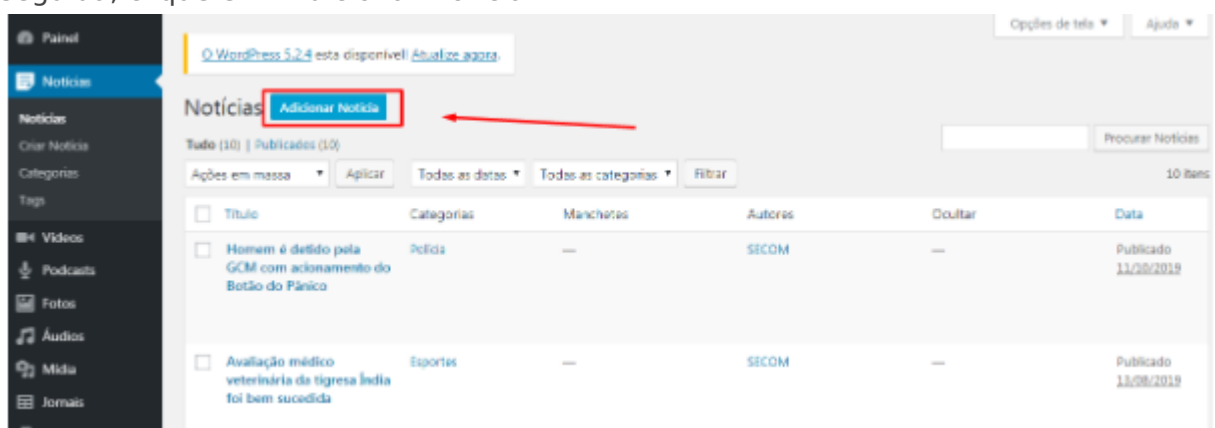 Painel
Notícias
Notícias
Criar Notícia
Categorias
Tags
Vídeos
Podcasts
Fotos
Áudios
Mídia
Jornais
Opções de tela
Ajuda
O WordPress 5.2.4 esta disponível! Atualize agora.
Notícias Adicionar Notícia
Tudo (10) | Publicados (10)
Procurar Notícias
Ações em massa Aplicar Todas as datas Todas as categorias Filtrar 10 itens
Título Categorias Manchetes Autores Ocultar Data
Homem é detido pela Polícia — SECOM — Publicado
GCM com acionamento do 11/10/2019
Botão do Pânico
Avaliação médico Esportes — SECOM — Publicado
veterinária da tigresa Índia 13/08/2019
foi bem sucedida